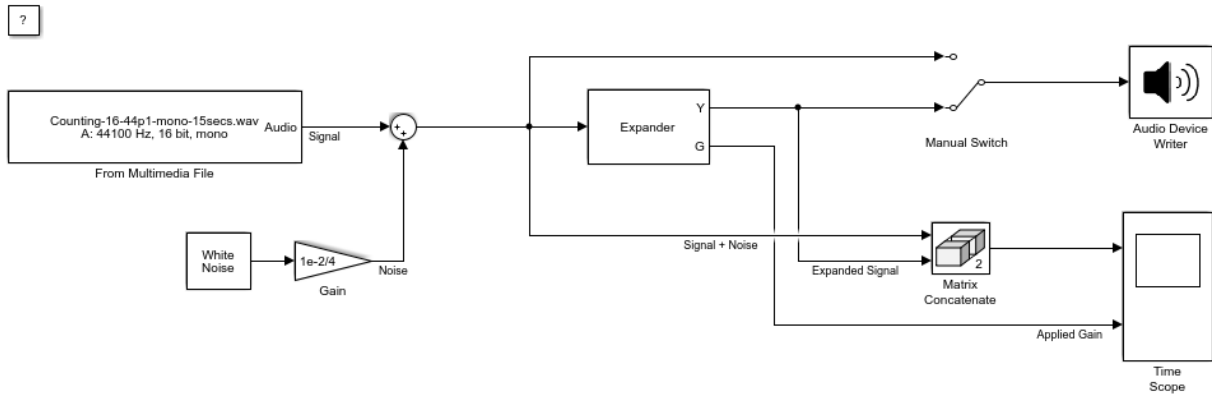 ?
Counting-16-44p1-mono-15secs.wav
A: 44100 Hz, 16 bit, mono
Audio
Signal
From Multimedia File
+
+
White
Noise
1e-2/4
Gain
Noise
Expander
Y
G
Manual Switch
Audio Device
Writer
Signal + Noise
Expanded Signal
2
Matrix
Concatenate
Applied Gain
Time
Scope